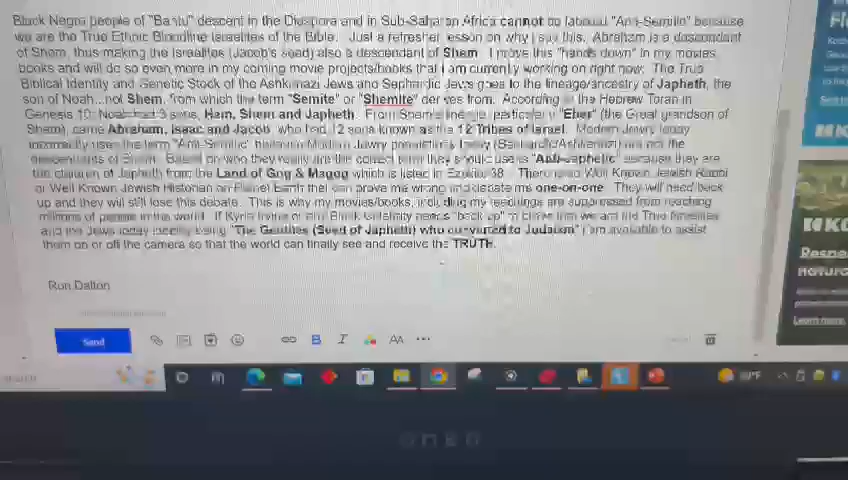 Black Negro people of "Bantu" descent in the Diaspora and in Sub-Saharan Africa cannot be labeled "Anti-Semitic" because
we are the True Ethnic Bloodline Israelites of the Bible. Just a refresher lesson on why I say this. Abraham is a descendant
of Shem, thus making the Israelites (Jacob's seed) also a descendant of Shem. I prove this "hands down" in my movies,
books and will do so even more in my coming movie projects/books that I am currently working on right now. The True
Biblical Identity and Genetic Stock of the Ashkenazi Jews and Sephardic Jews goes to the lineage/ancestry of Japheth, the
son of Noah...not Shem, from which the term "Semite" or "Shemite" derives from. According to the Hebrew Torah in
Genesis 10, Noah had 3 sons, Ham, Shem and Japheth. From Shem's lineage, particularly "Eber" (the Great grandson of
Shem), came Abraham, Isaac and Jacob, who had 12 sons known as the 12 Tribes of Israel. Modern Jewry today
incorrectly uses the term "Anti-Semitic" because Modern Jewry today (Sephardic/Ashkenazi) are not the
descendants of Shem. Based on who they really are the correct term they should use is "Anti-Japhetic" because they are
the children of Japheth from the Land of Gog & Magog which is listed in Ezekiel 38. There is no Well Known Jewish Rabbi
or Well Known Jewish Historian on Planet Earth that can prove me wrong and debate me one-on-one. They will need back
up and they will still lose this debate. This is why my movies/books, including my teachings are suppressed from reaching
millions of people in the world. If Kyrie Irving or any Black celebrity needs "back up" to prove that we are the True Israelites
and the Jews today identify being "The Gentiles (Seed of Japheth) who converted to Judaism" I am available to assist
them on or off the camera so that the world can finally see and receive the TRUTH.
Ron Dalton
Send
B I AA
Respo
natura
Learn more
onn